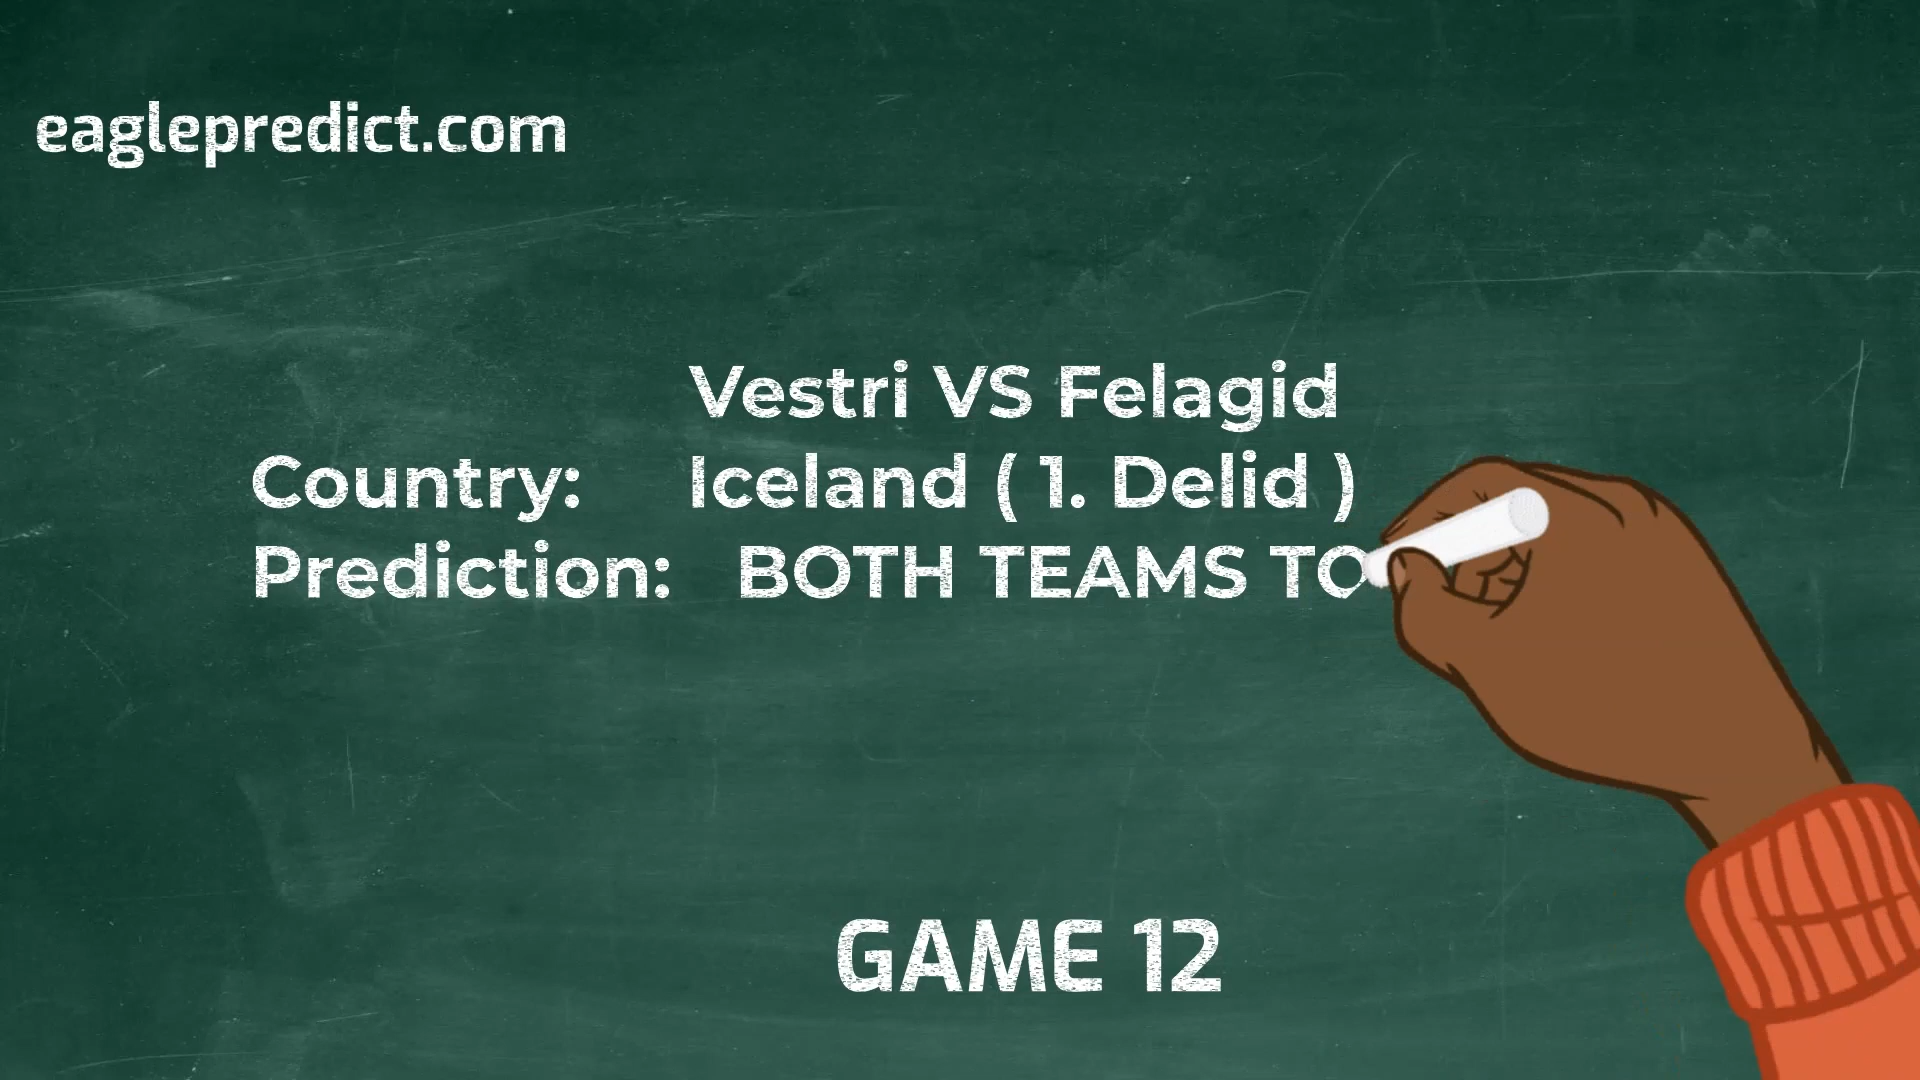 eaglepredict.com
Vestri VS Felagid
Country: Iceland ( 1. Delid )
Prediction: BOTH TEAMS TO
GAME 12